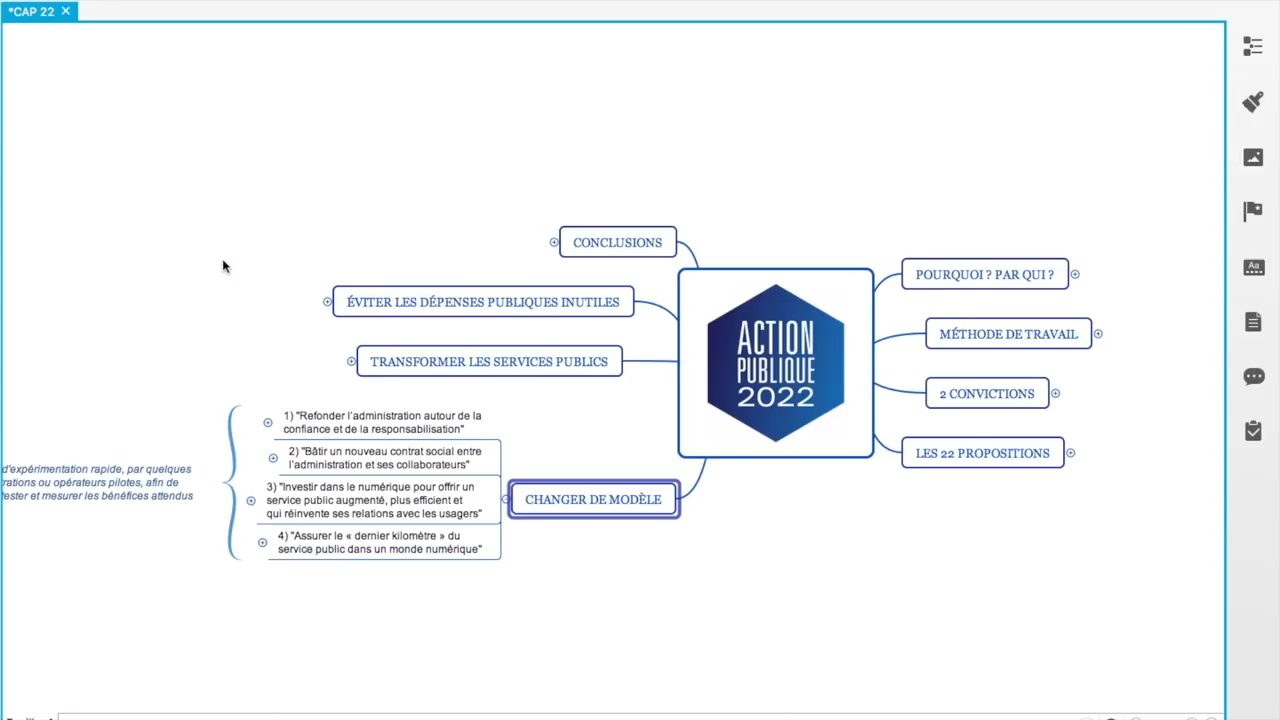 *CAP 22
CONCLUSIONS
ÉVITER LES DÉPENSES PUBLIQUES INUTILES
TRANSFORMER LES SERVICES PUBLICS
1) "Refonder l’administration autour de la
confiance et de la responsabilisation"
2) "Bâtir un nouveau contrat social entre
l’administration et ses collaborateurs"
3) "Investir dans le numérique pour offrir un
service public augmenté, plus efficient et
qui réinvente ses relations avec les usagers"
4) "Assurer le « dernier kilomètre » du
service public dans un monde numérique"
d'expérimentation rapide, par quelques
rations ou opérateurs pilotes, afin de
tester et mesurer les bénéfices attendus
CHANGER DE MODÈLE
ACTION
PUBLIQUE
2022
POURQUOI ? PAR QUI ?
MÉTHODE DE TRAVAIL
2 CONVICTIONS
LES 22 PROPOSITIONS
Aa